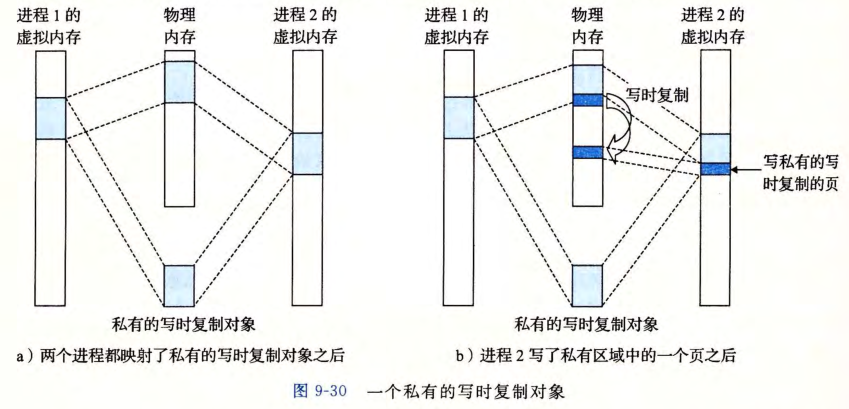 进程1的
虚拟内存
物理
内存
进程2的
虚拟内存
私有的写时复制对象
a）两个进程都映射了私有的写时复制对象之后
进程1的
虚拟内存
物理
内存
进程2的
虚拟内存
写时复制
写私有的写
时复制的页
私有的写时复制对象
b）进程2写了私有区域中的一个页之后
图 9-30 一个私有的写时复制对象